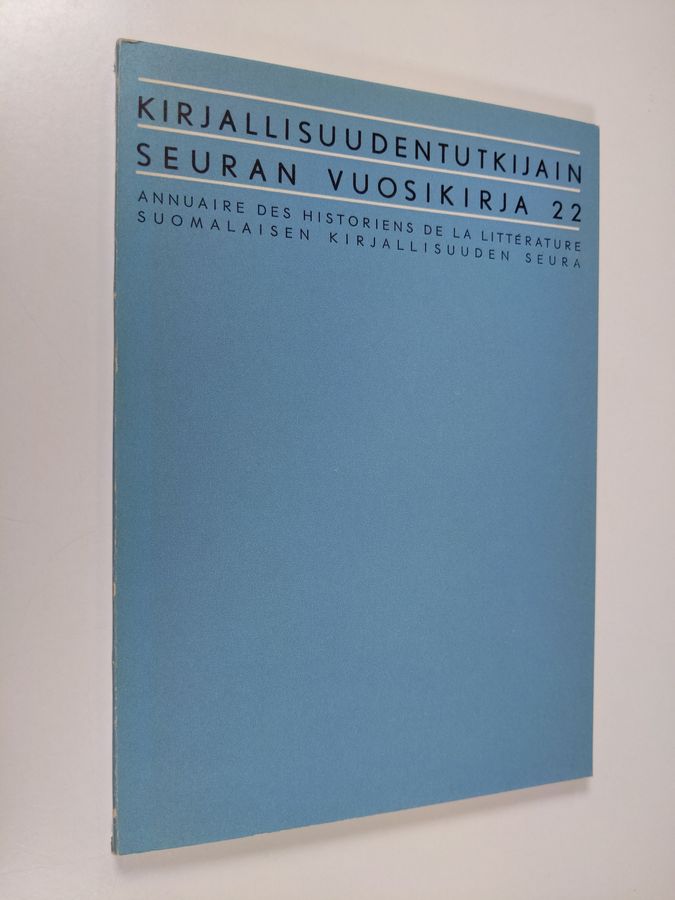 KIRJALLISUUDENTUTKIJAIN
SEURAN VUOSIKIRJA 22
ANNUAIRE DES HISTORIENS DE LA LITTÉRATURE
SUOMALAISEN KIRJALLISUUDEN SEURA